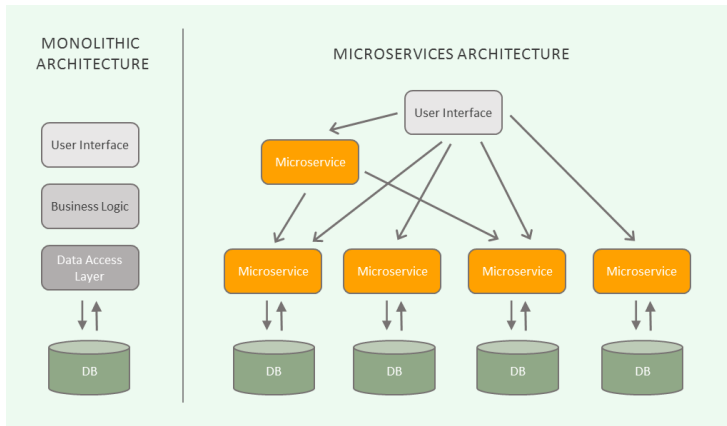 MONOLITHIC
ARCHITECTURE
User Interface
Business Logic
Data Access
Layer
DB
MICROSERVICES ARCHITECTURE
User Interface
Microservice
Microservice
Microservice
Microservice
Microservice
DB
DB
DB
DB